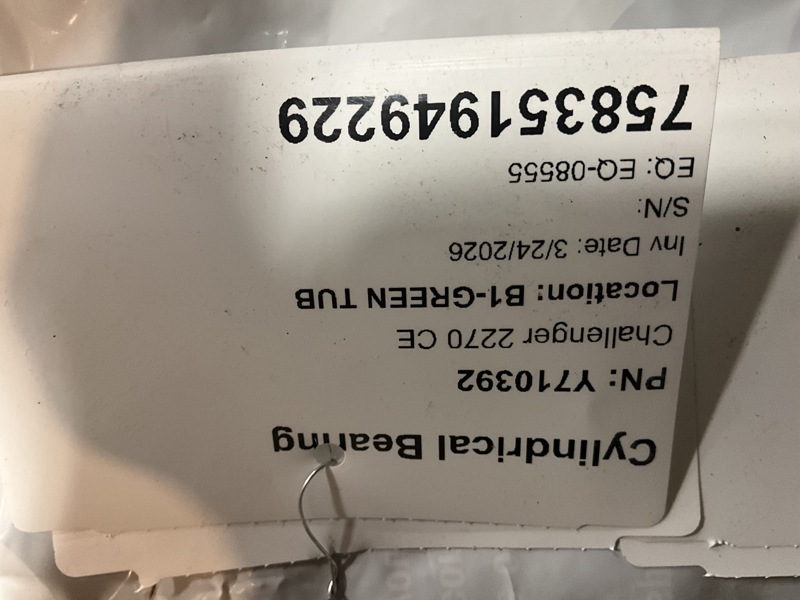 Cylindrical Bearing
PN: Y710392
Challenger 2270 CE
Location: B1-GREEN TUB
Inv Date: 3/24/2026
S/N:
EQ: EQ-08555
758351949229